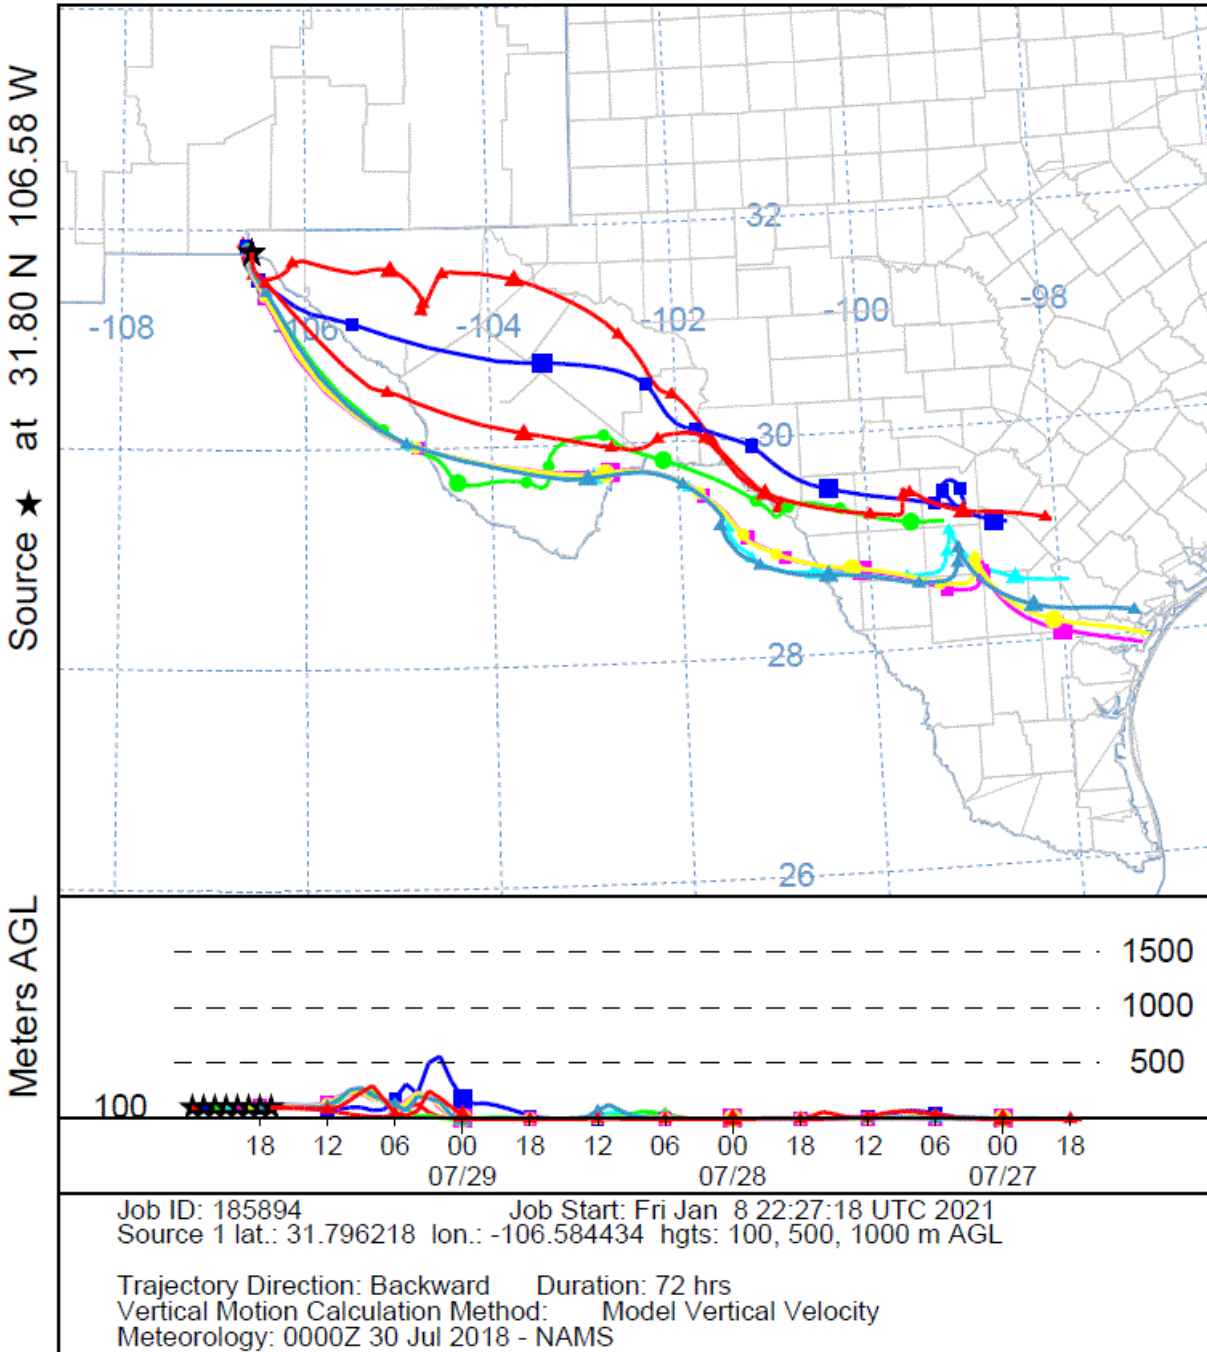 Source ★ at 31.80 N 106.58 W
32
-108
-106
-104
-102
-100
-98
30
28
26
Meters AGL
1500
1000
500
100
18 12 06 00 18 12 06 00 18 12 06 00 18
07/29 07/28 07/27
Job ID: 185894 Job Start: Fri Jan 8 22:27:18 UTC 2021
Source 1 lat.: 31.796218 lon.: -106.584434 hgts: 100, 500, 1000 m AGL
Trajectory Direction: Backward Duration: 72 hrs
Vertical Motion Calculation Method: Model Vertical Velocity
Meteorology: 0000Z 30 Jul 2018 - NAMS